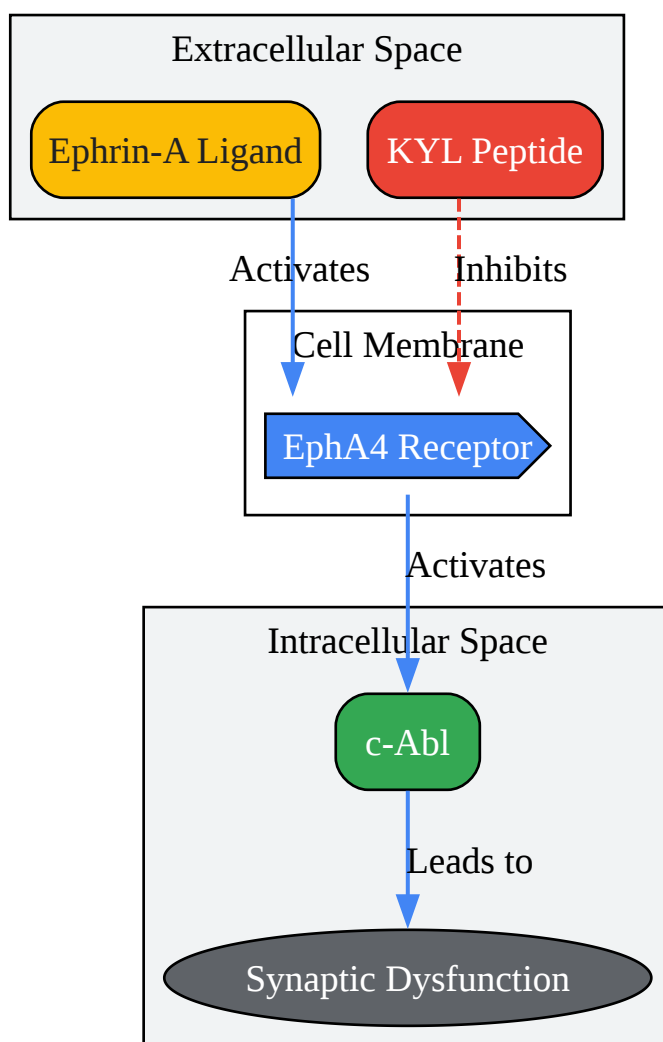 Extracellular Space
Ephrin-A Ligand
KYL Peptide
Activates
Inhibits
Cell Membrane
EphA4 Receptor
Activates
Intracellular Space
c-Abl
Leads to
Synaptic Dysfunction